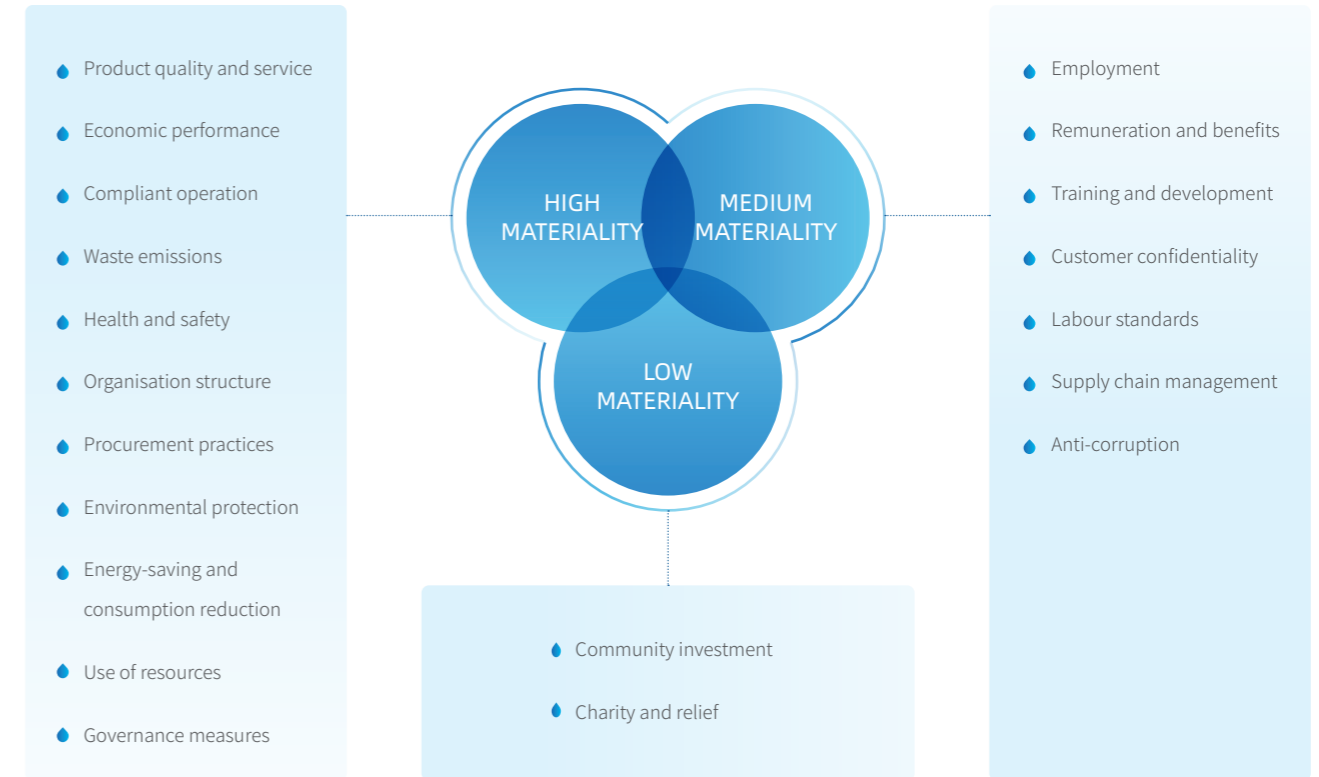 Product quality and service
Economic performance
Compliant operation
Waste emissions
Health and safety
Organisation structure
Procurement practices
Environmental protection
Energy-saving and
consumption reduction
Use of resources
Governance measures
HIGH
MATERIALITY
MEDIUM
MATERIALITY
LOW
MATERIALITY
Community investment
Charity and relief
Employment
Remuneration and benefits
Training and development
Customer confidentiality
Labour standards
Supply chain management
Anti-corruption